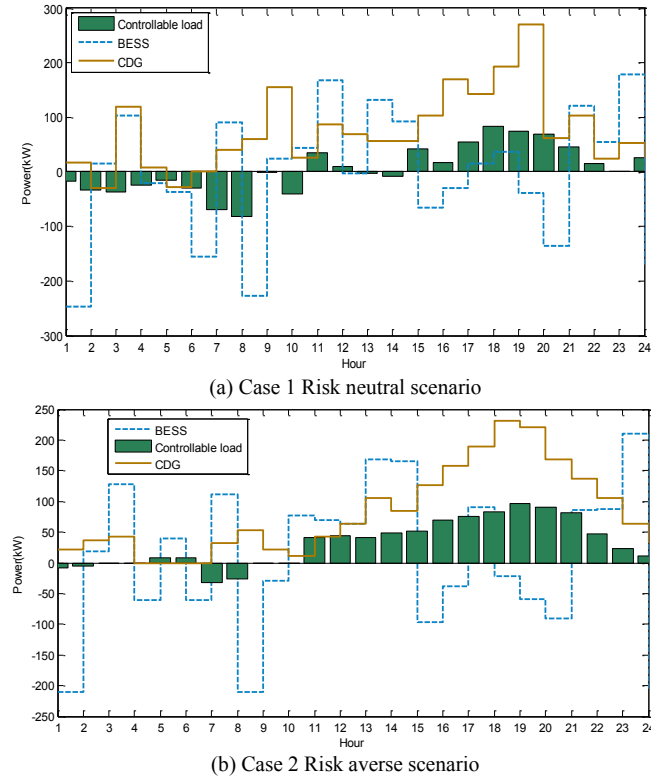 300
200
100
0
-100
-200
-300
Power(kW)
Controllable load
BESS
CDG
1 2 3 4 5 6 7 8 9 10 11 12 13 14 15 16 17 18 19 20 21 22 23 24
Hour
(a) Case 1 Risk neutral scenario
250
200
150
100
50
0
-50
-100
-150
-200
-250
Power(kW)
BESS
Controllable load
CDG
1 2 3 4 5 6 7 8 9 10 11 12 13 14 15 16 17 18 19 20 21 22 23 24
Hour
(b) Case 2 Risk averse scenario